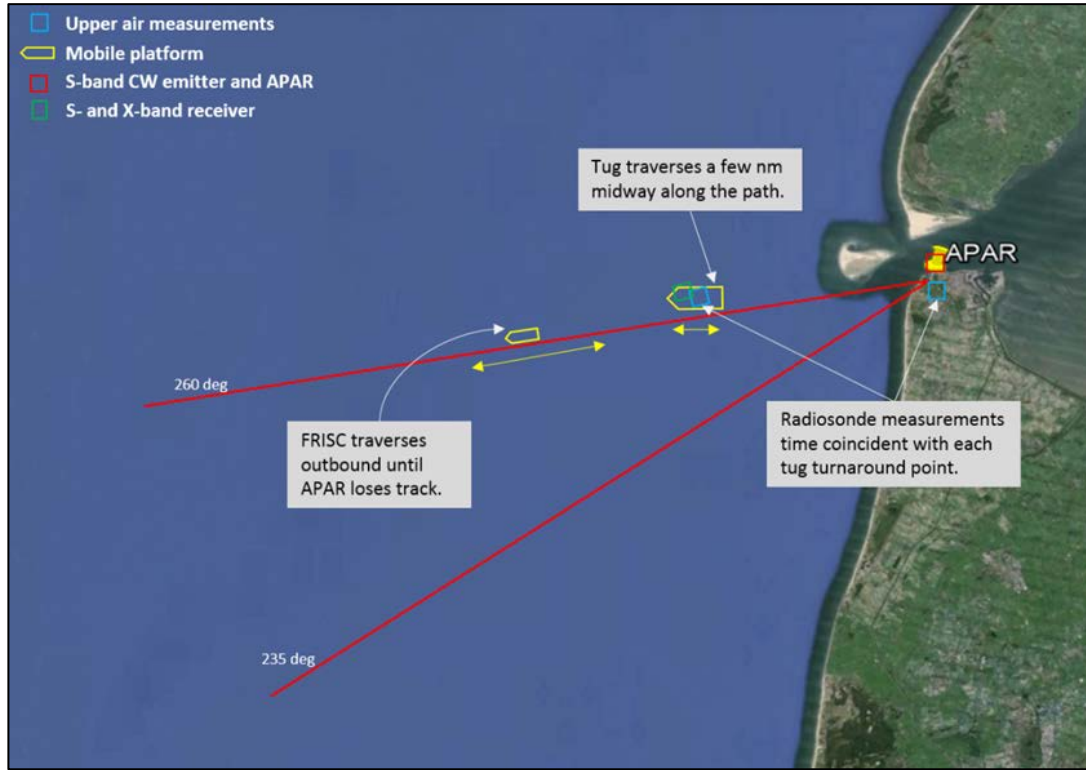 Upper air measurements
Mobile platform
S-band CW emitter and APAR
S- and X-band receiver
Tug traverses a few nm
midway along the path.
APAR
260 deg
FRISC traverses
outbound until
APAR loses track.
Radiosonde measurements
time coincident with each
tug turnaround point.
235 deg